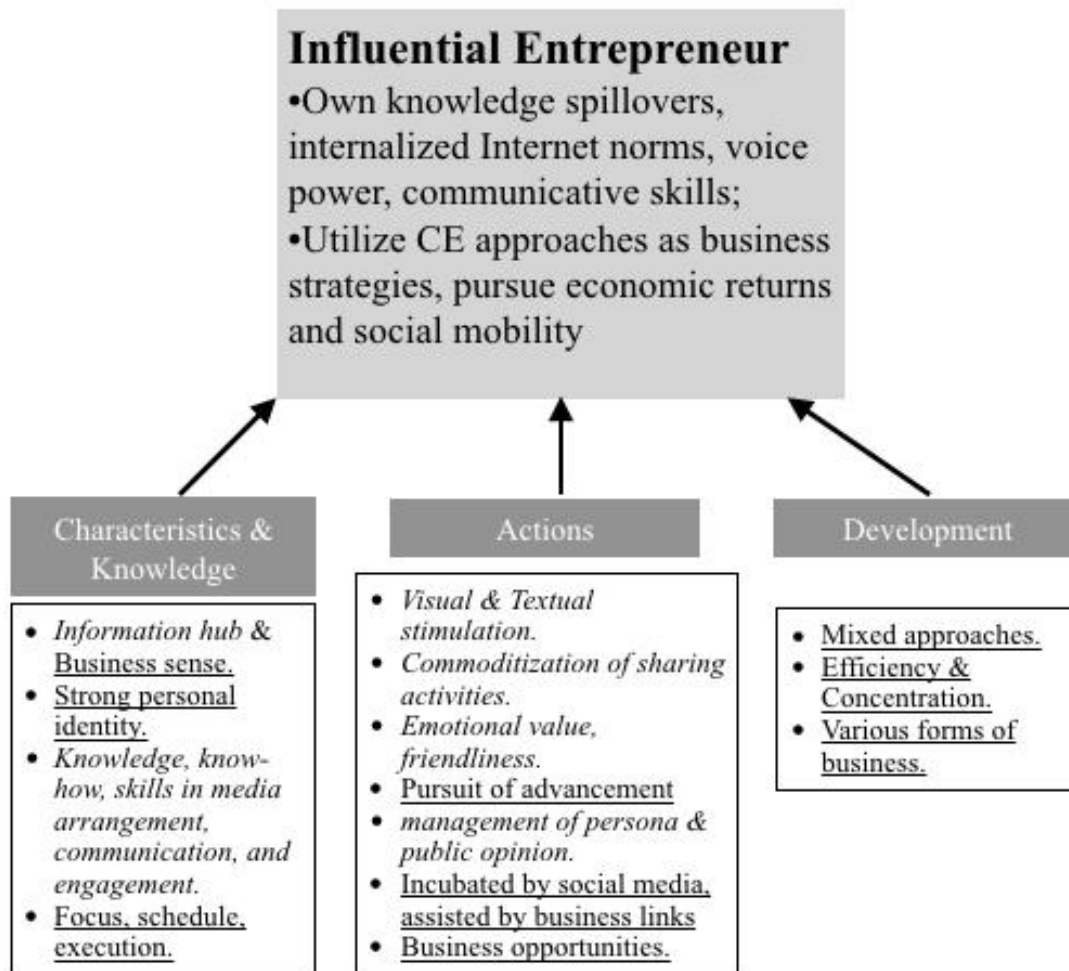 Influential Entrepreneur
•Own knowledge spillovers,
internalized Internet norms, voice
power, communicative skills;
•Utilize CE approaches as business
strategies, pursue economic returns
and social mobility
Characteristics &
Knowledge
• Information hub &
Business sense.
• Strong personal
identity.
• Knowledge, know-
how, skills in media
arrangement,
communication, and
engagement.
• Focus, schedule,
execution.
Actions
• Visual & Textual
stimulation.
• Commoditization of sharing
activities.
• Emotional value,
friendliness.
• Pursuit of advancement
• management of persona &
public opinion.
• Incubated by social media,
assisted by business links
• Business opportunities.
Development
• Mixed approaches.
• Efficiency &
Concentration.
• Various forms of
business.